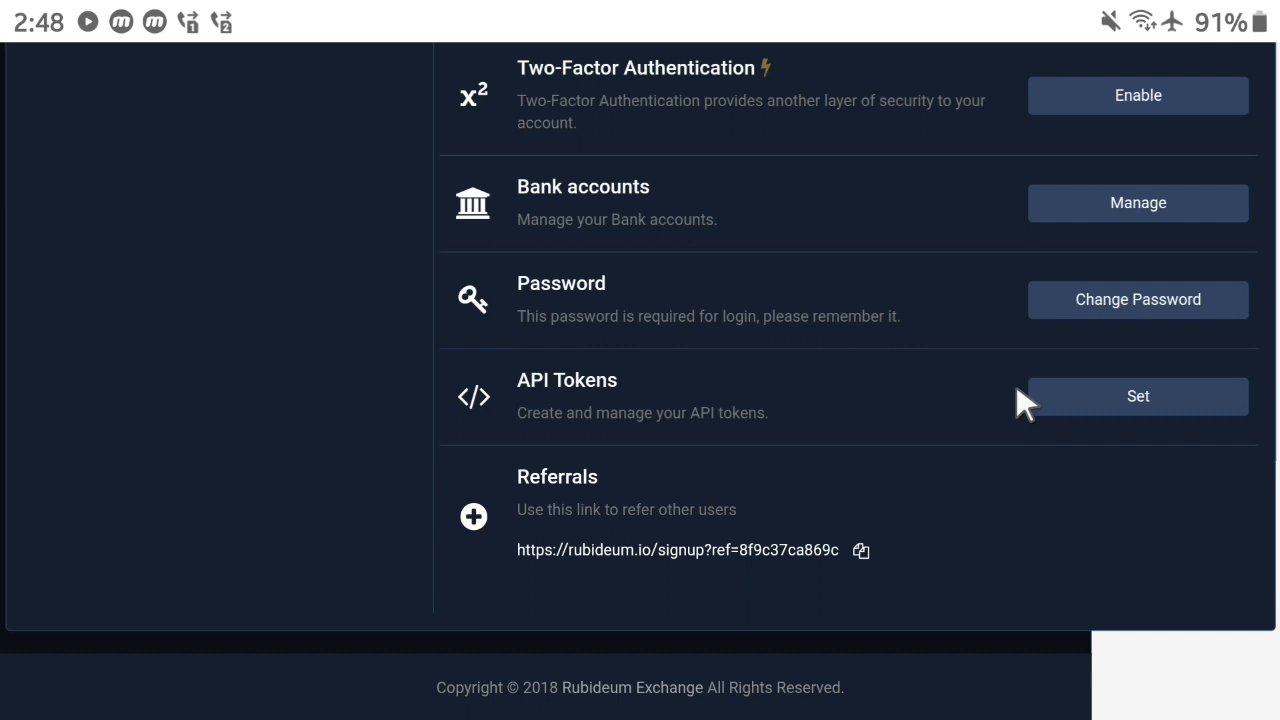 2:48
91%
Two-Factor Authentication
Two-Factor Authentication provides another layer of security to your
account.
Enable
x²
Bank accounts
Manage your Bank accounts.
Manage
Password
This password is required for login, please remember it.
Change Password
API Tokens
Create and manage your API tokens.
Set
Referrals
Use this link to refer other users
https://rubideum.io/signup?ref=8f9c37ca869c
Copyright © 2018 Rubideum Exchange All Rights Reserved.